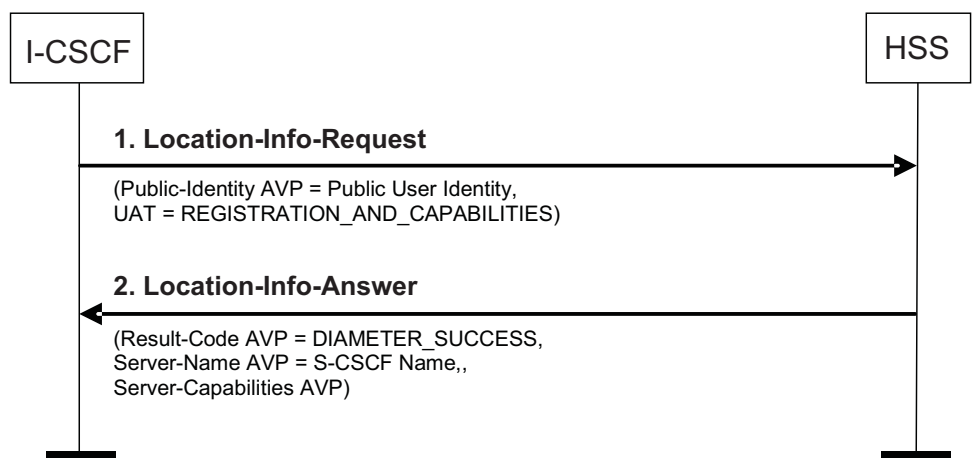 I-CSCF
HSS
1. Location-Info-Request
(Public-Identity AVP = Public User Identity,
UAT = REGISTRATION_AND_CAPABILITIES)
2. Location-Info-Answer
(Result-Code AVP = DIAMETER_SUCCESS,
Server-Name AVP = S-CSCF Name,,
Server-Capabilities AVP)